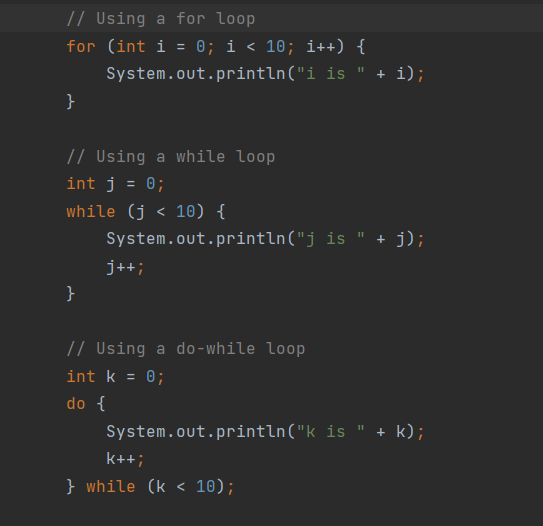 // Using a for loop
for (int i = 0; i < 10; i++) {
    System.out.println("i is " + i);
}

// Using a while loop
int j = 0;
while (j < 10) {
    System.out.println("j is " + j);
    j++;
}

// Using a do-while loop
int k = 0;
do {
    System.out.println("k is " + k);
    k++;
} while (k < 10);